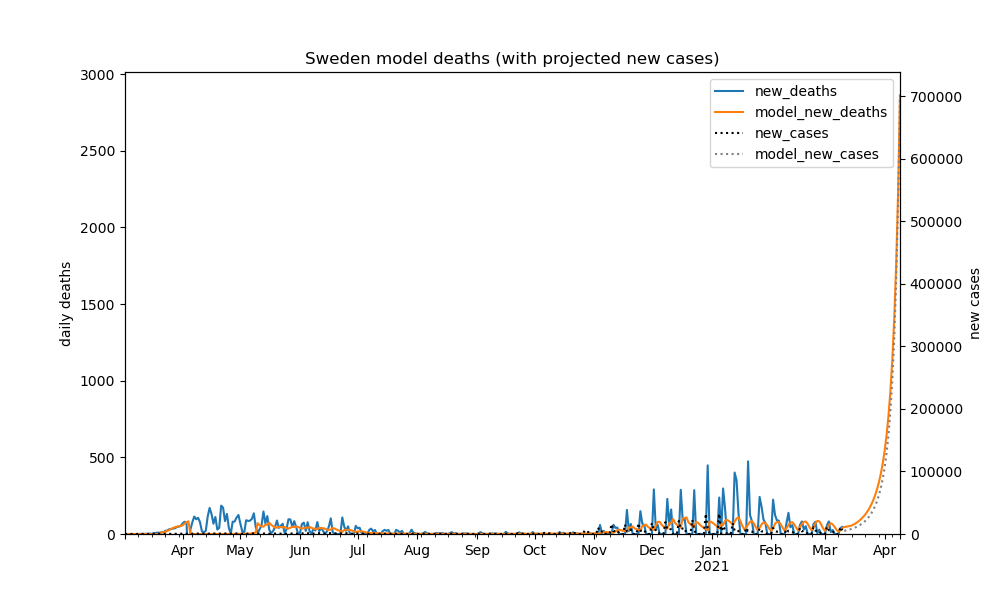 Sweden model deaths (with projected new cases)
3000
2500
2000
1500
1000
500
0
daily deaths
700000
600000
500000
400000
300000
200000
100000
0
new cases
new_deaths
model_new_deaths
new_cases
model_new_cases
Apr May Jun Jul Aug Sep Oct Nov Dec Jan Feb Mar Apr
2021